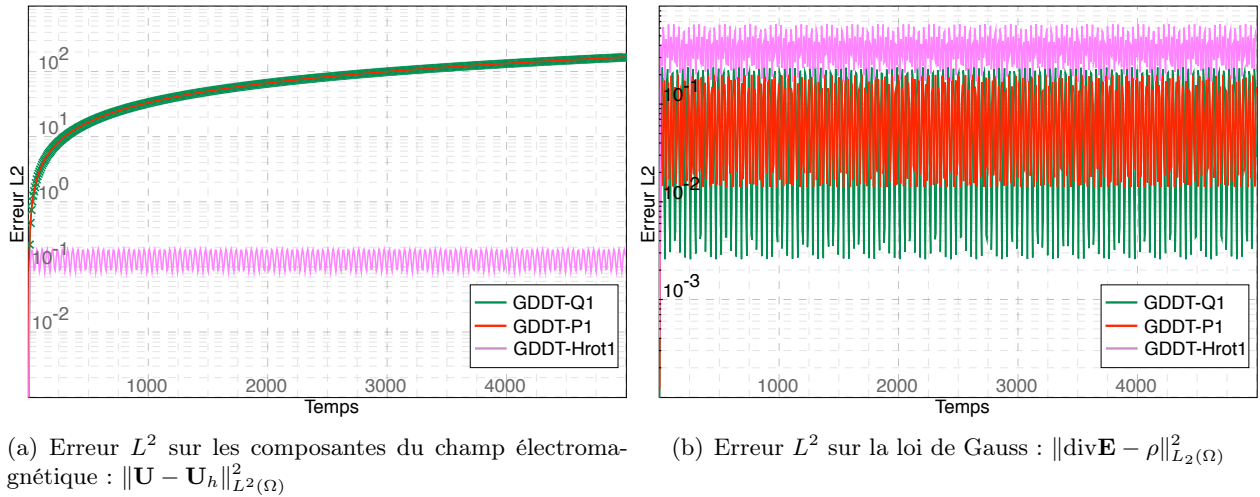 Erreur L2
10^2
10^1
10^0
10^-1
10^-2
1000 2000 3000 4000
Temps
GDDT-Q1
GDDT-P1
GDDT-Hrot1
(a) Erreur L^2 sur les composantes du champ électroma-
gnétique : ‖U − U_h‖^2_{L^2(Ω)}
Erreur L2
10^-1
10^-2
10^-3
1000 2000 3000 4000
Temps
GDDT-Q1
GDDT-P1
GDDT-Hrot1
(b) Erreur L^2 sur la loi de Gauss : ‖divE − ρ‖^2_{L_2(Ω)}